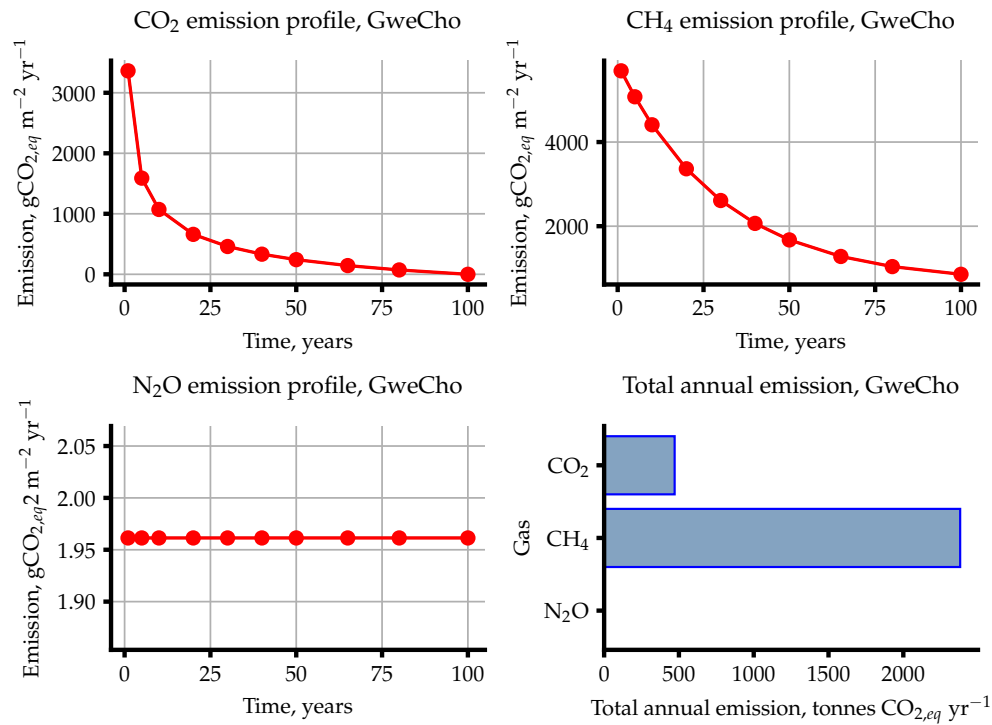 CO₂ emission profile, GweCho
Emission, gCO₂,eq m⁻² yr⁻¹
3000
2000
1000
0
0 25 50 75 100
Time, years
CH₄ emission profile, GweCho
Emission, gCO₂,eq m⁻² yr⁻¹
4000
2000
0 25 50 75 100
Time, years
N₂O emission profile, GweCho
Emission, gCO₂,eq2 m⁻² yr⁻¹
2.05
2.00
1.95
1.90
0 25 50 75 100
Time, years
Total annual emission, GweCho
Gas
CO₂
CH₄
N₂O
0 500 1000 1500 2000
Total annual emission, tonnes CO₂,eq yr⁻¹